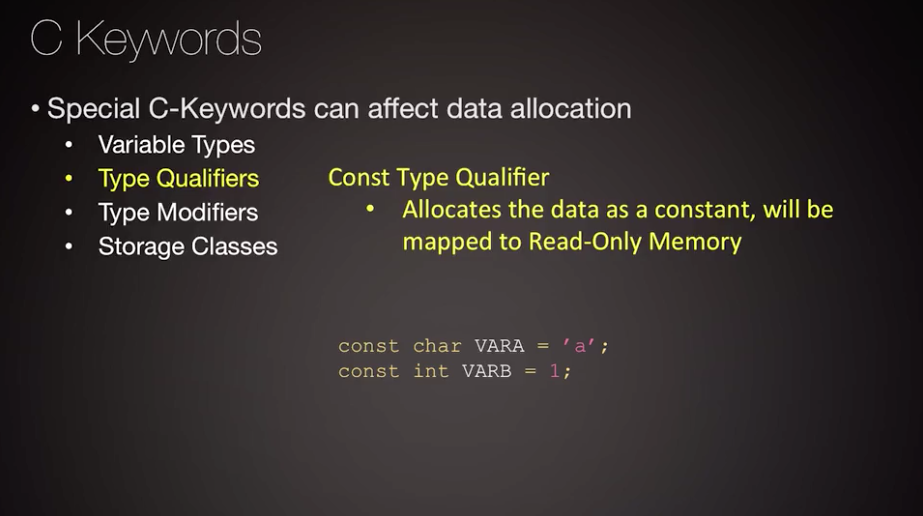 C Keywords
• Special C-Keywords can affect data allocation
• Variable Types
• Type Qualifiers
• Type Modifiers
• Storage Classes
Const Type Qualifier
• Allocates the data as a constant, will be
mapped to Read-Only Memory
const char VARA = ’a’;
const int VARB = 1;